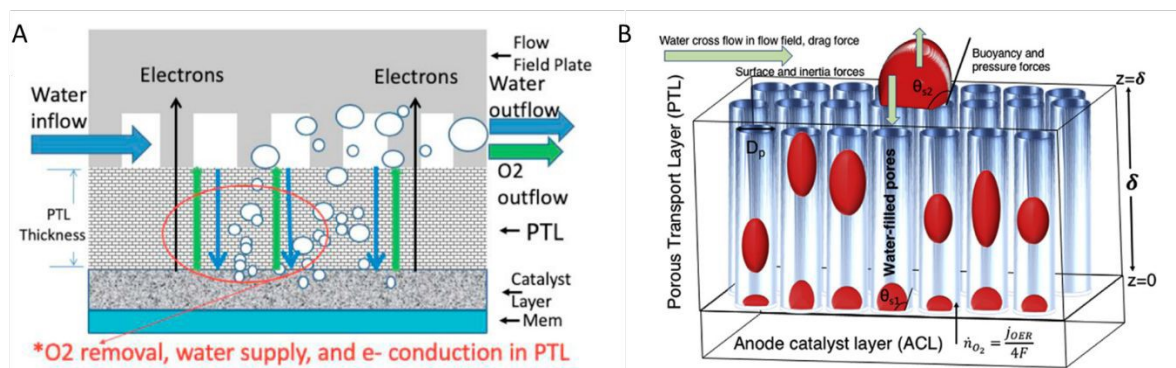 A
Flow
Field Plate
Electrons
Electrons
Water
inflow
Water
outflow
O2
outflow
PTL
Thickness
PTL
Catalyst
Layer
Mem
*O2 removal, water supply, and e- conduction in PTL
B
Water cross flow in flow field, drag force
Buoyancy and
pressure forces
Surface and inertia forces
θs2
z=δ
Porous Transport Layer (PTL)
Dp
Water-filled pores
δ
z=0
θs1
Anode catalyst layer (ACL)
ṅO2 = jOER/4F